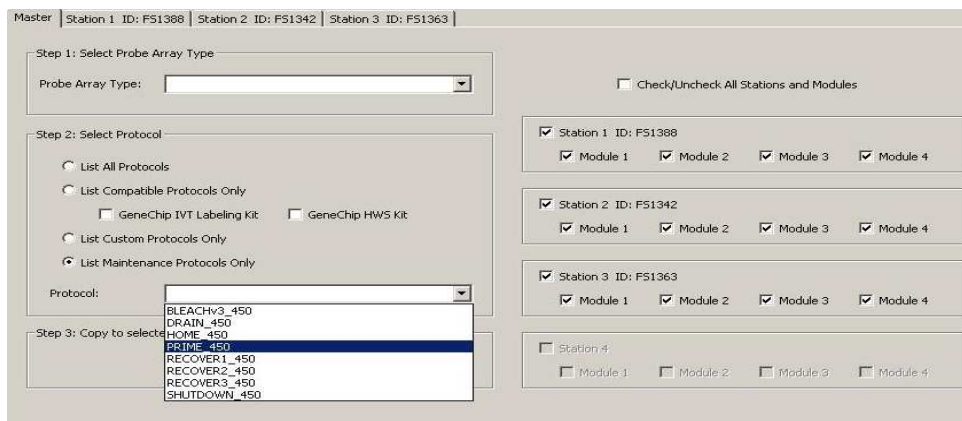 Master Station 1 ID: FS1388 Station 2 ID: FS1342 Station 3 ID: FS1363
Step 1: Select Probe Array Type
Probe Array Type:
Step 2: Select Protocol
List All Protocols
List Compatible Protocols Only
GeneChip IVT Labeling Kit GeneChip HWS Kit
List Custom Protocols Only
List Maintenance Protocols Only
Protocol:
BLEACHv3_450
DRAIN_450
HOME_450
PRIME_450
RECOVER1_450
RECOVER2_450
RECOVER3_450
SHUTDOWN_450
Step 3: Copy to selecte
Check/Uncheck All Stations and Modules
Station 1 ID: FS1388
Module 1 Module 2 Module 3 Module 4
Station 2 ID: FS1342
Module 1 Module 2 Module 3 Module 4
Station 3 ID: FS1363
Module 1 Module 2 Module 3 Module 4
Station 4
Module 1 Module 2 Module 3 Module 4